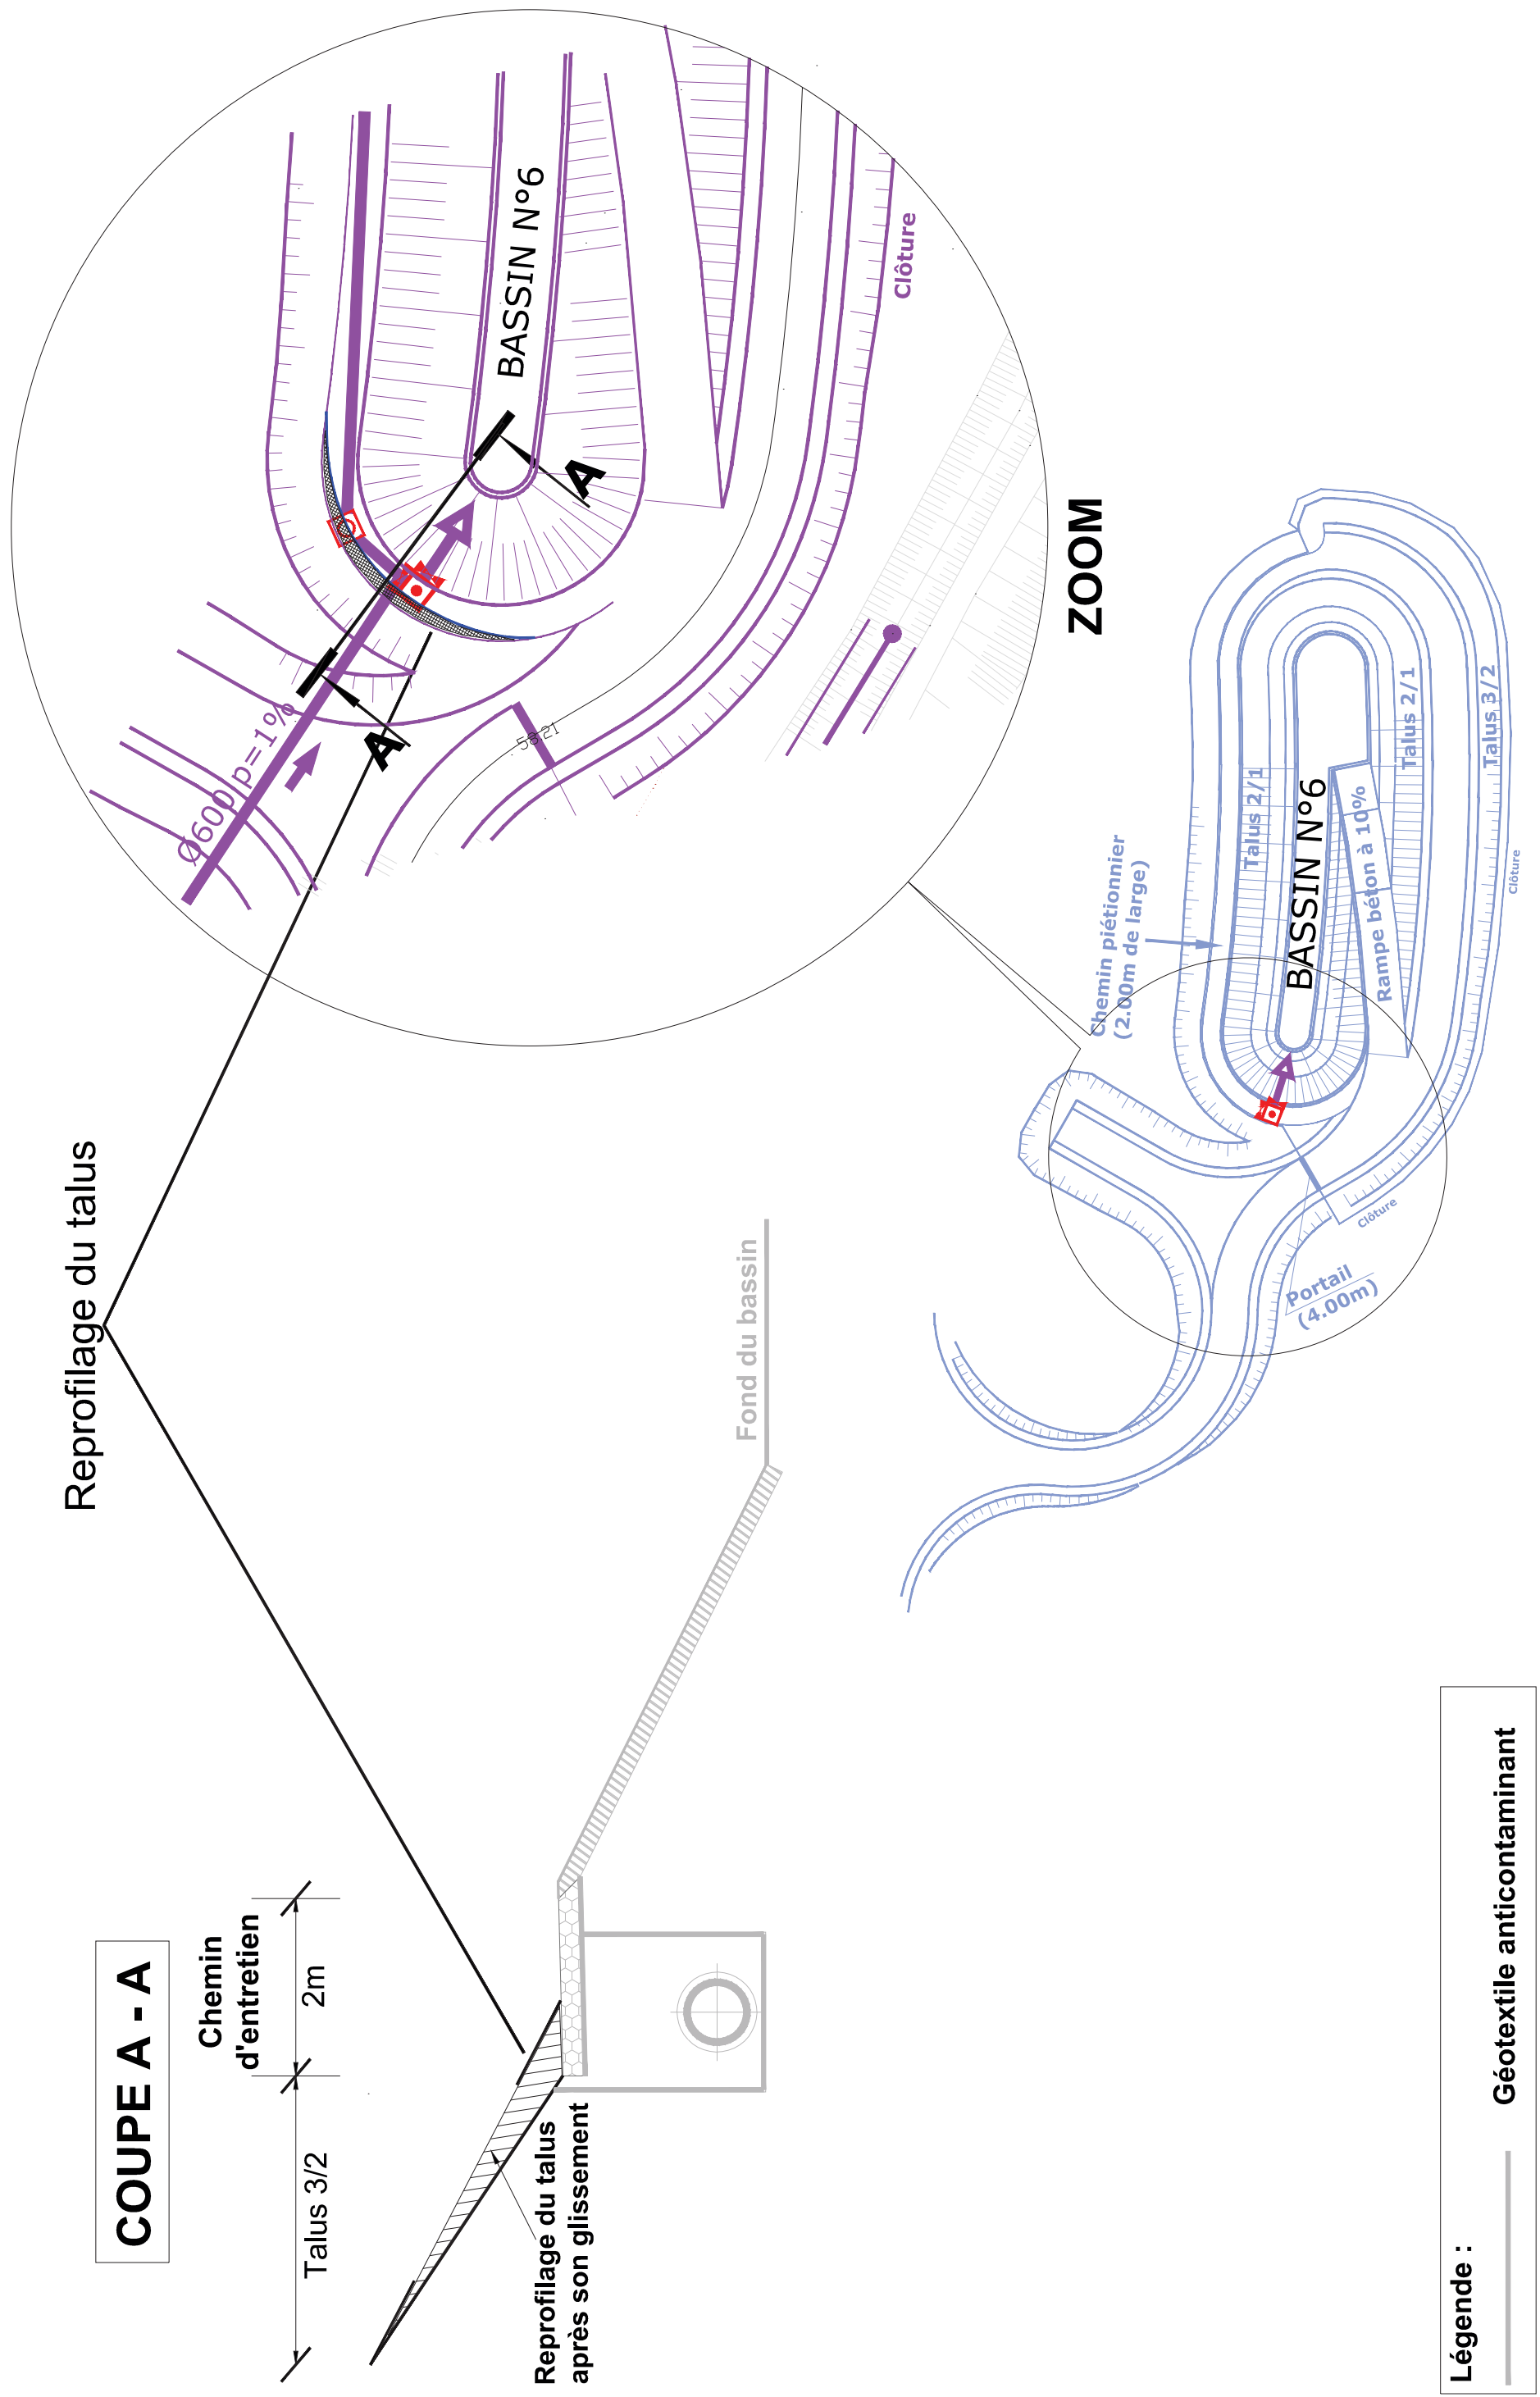 COUPE A - A
Chemin
d'entretien
Talus 3/2
2m
Reprofilage du talus
après son glissement
Reprofilage du talus
Fond du bassin
Ø600 p=1%
A
A
BASSIN N°6
58.21
Clôture
ZOOM
Chemin piétionnier
(2.00m de large)
Talus 2/1
BASSIN N°6
Rampe béton à 10%
Talus 2/1
Talus 3/2
Clôture
Clôture
Portail
(4.00m)
Légende :
Géotextile anticontaminant